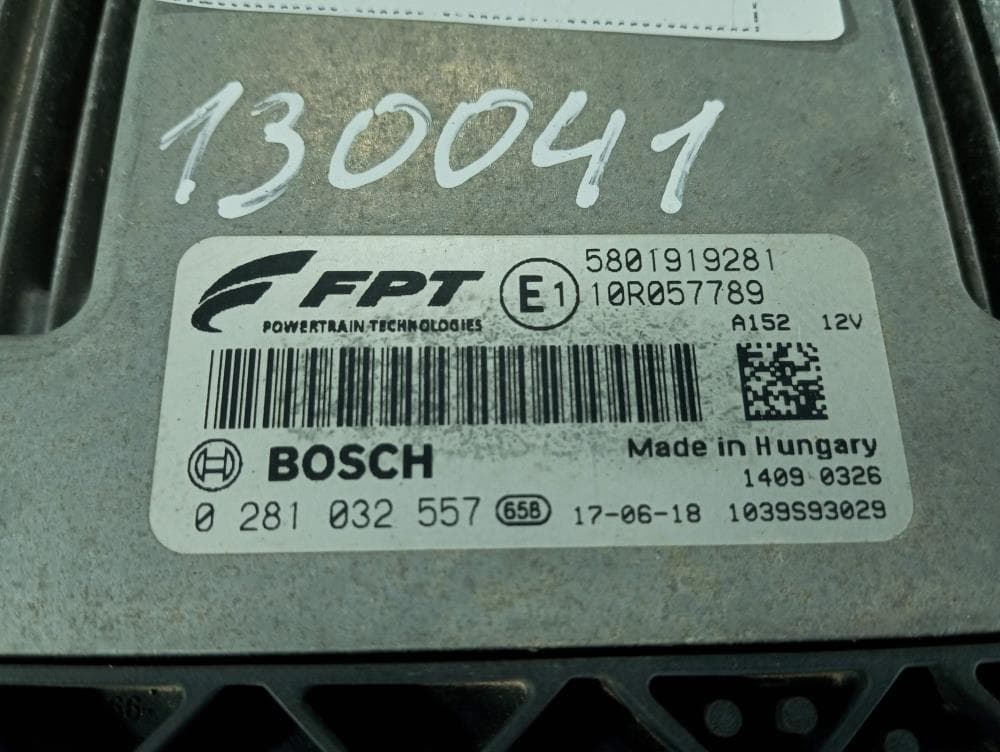 130041
FPT
POWERTRAIN TECHNOLOGIES
E1
5801919281
10R057789
A152 12V
BOSCH
Made in Hungary
1409 0326
0 281 032 557 65B 17-06-18 1039S93029